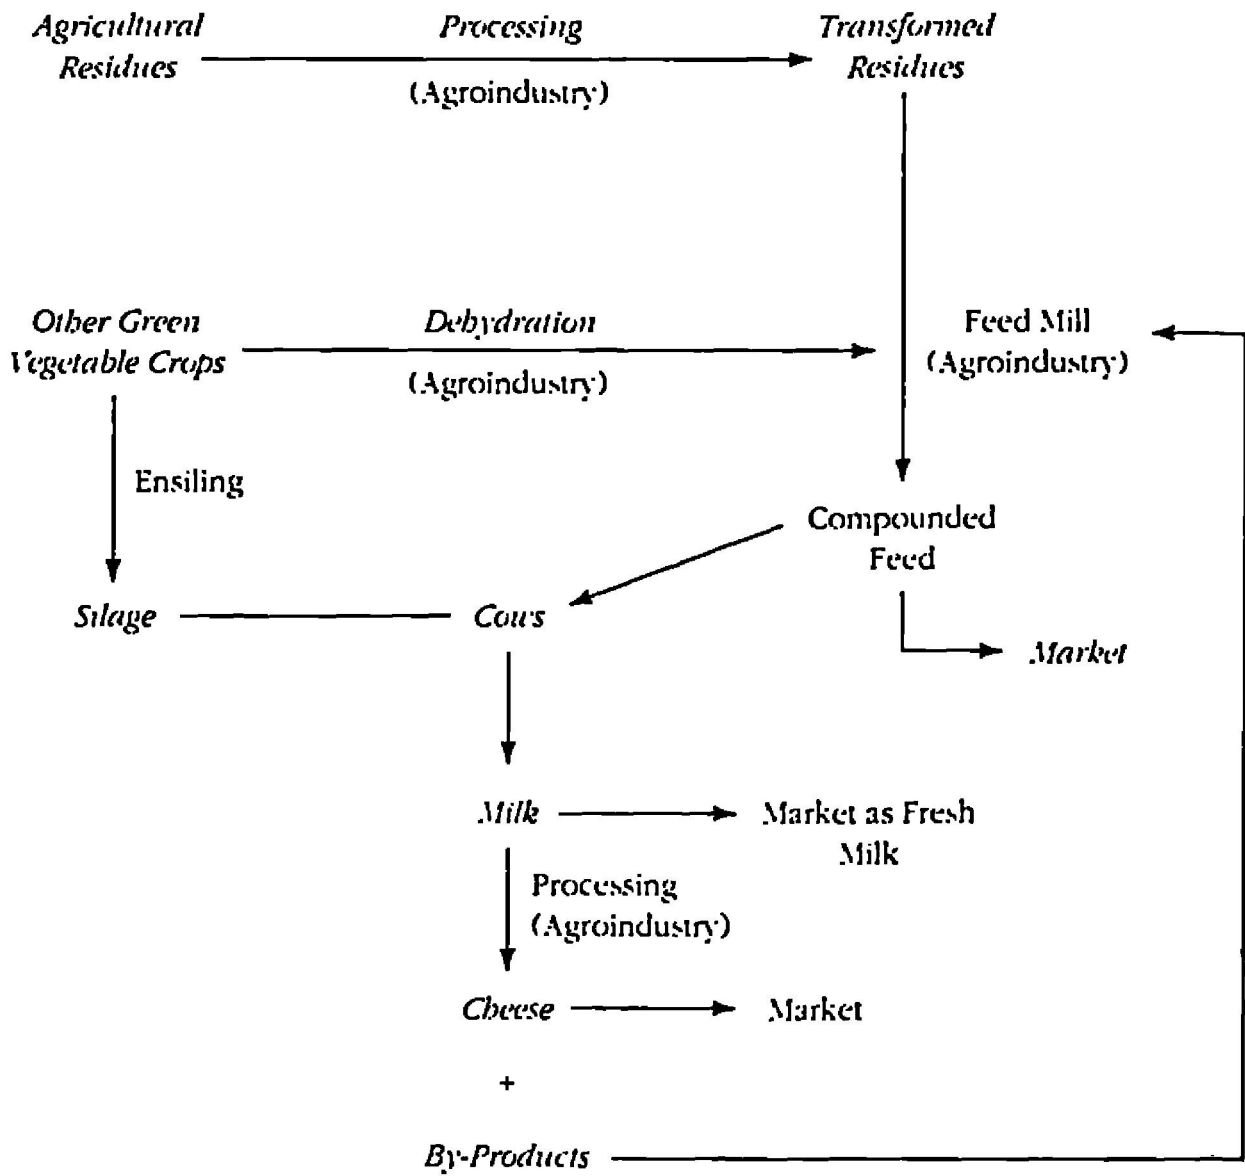 Agricultural
Residues
Processing
(Agroindustry)
Transformed
Residues
Other Green
Vegetable Crops
Dehydration
(Agroindustry)
Feed Mill
(Agroindustry)
Ensiling
Compounded
Feed
Silage
Cows
Market
Milk
Market as Fresh
Milk
Processing
(Agroindustry)
Cheese
Market
+
By-Products